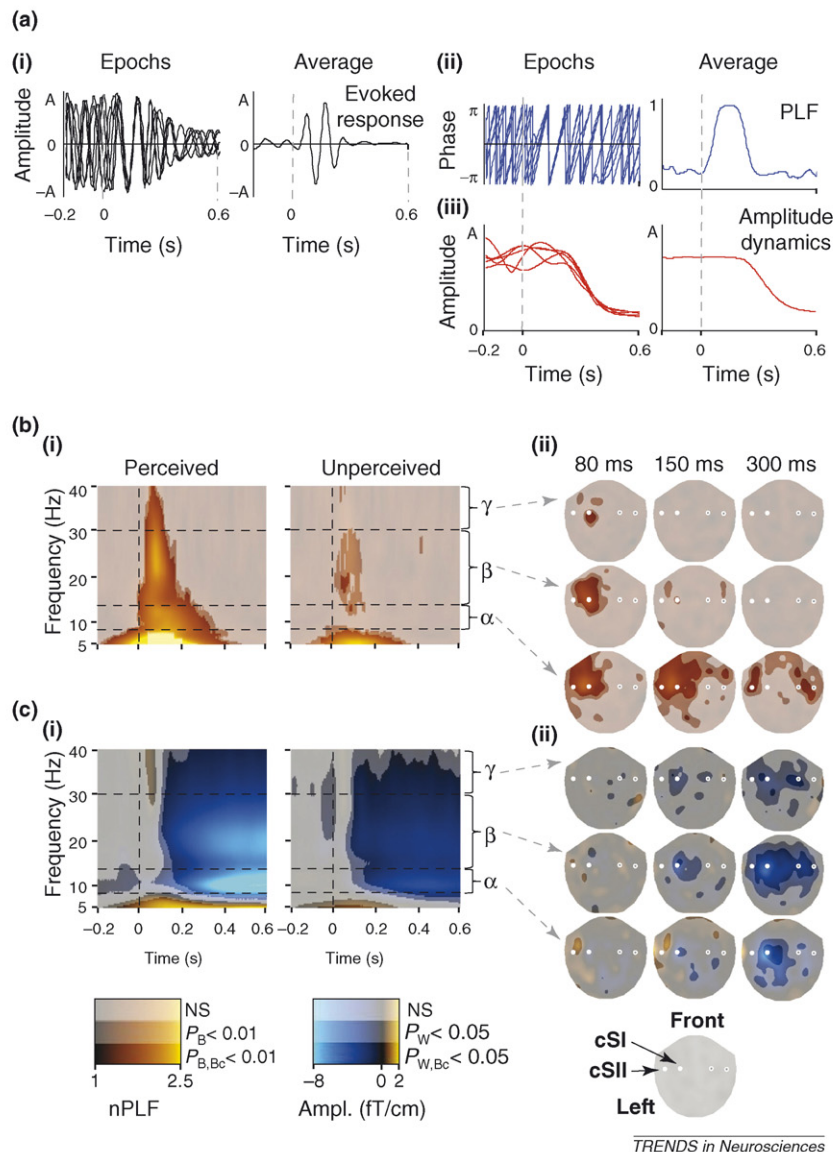 (a)
(i) Epochs Average
Amplitude
A
0
–A
–0.2 0 0.6
Time (s)
A
0
–A
Evoked
response
0 0.6
Time (s)
(ii) Epochs Average
Phase
π
–π
1
0
PLF
(iii)
Amplitude
A
0
–0.2 0 0.6
Time (s)
A
0
Amplitude
dynamics
0 0.6
Time (s)
(b)
(i) Perceived Unperceived
Frequency (Hz)
40
30
20
10
5
γ
β
α
(ii)
80 ms 150 ms 300 ms
(c)
(i)
Frequency (Hz)
40
30
20
10
5
–0.2 0 0.2 0.4 0.6
Time (s)
–0.2 0 0.2 0.4 0.6
Time (s)
γ
β
α
(ii)
NS
P_B < 0.01
P_B,Bc < 0.01
1 2.5
nPLF
NS
P_W < 0.05
P_W,Bc < 0.05
–8 0 2
Ampl. (fT/cm)
Front
cSI
cSII
Left
TRENDS in Neurosciences